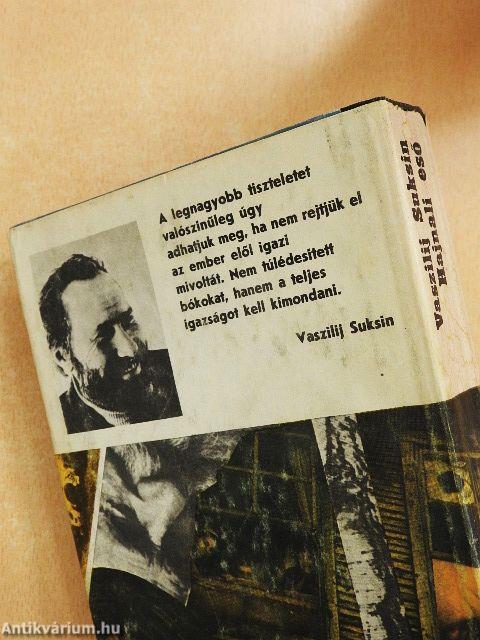 A legnagyobb tiszteletet
valószínűleg úgy
adhatjuk meg, ha nem rejtjük el
az ember elől igazi
mivoltát. Nem túlédesített
bókokat, hanem a teljes
igazságot kell kimondani.
Vaszilij Suksin
Vaszilij Suksin
Hajnali eső
Antikvárium.hu